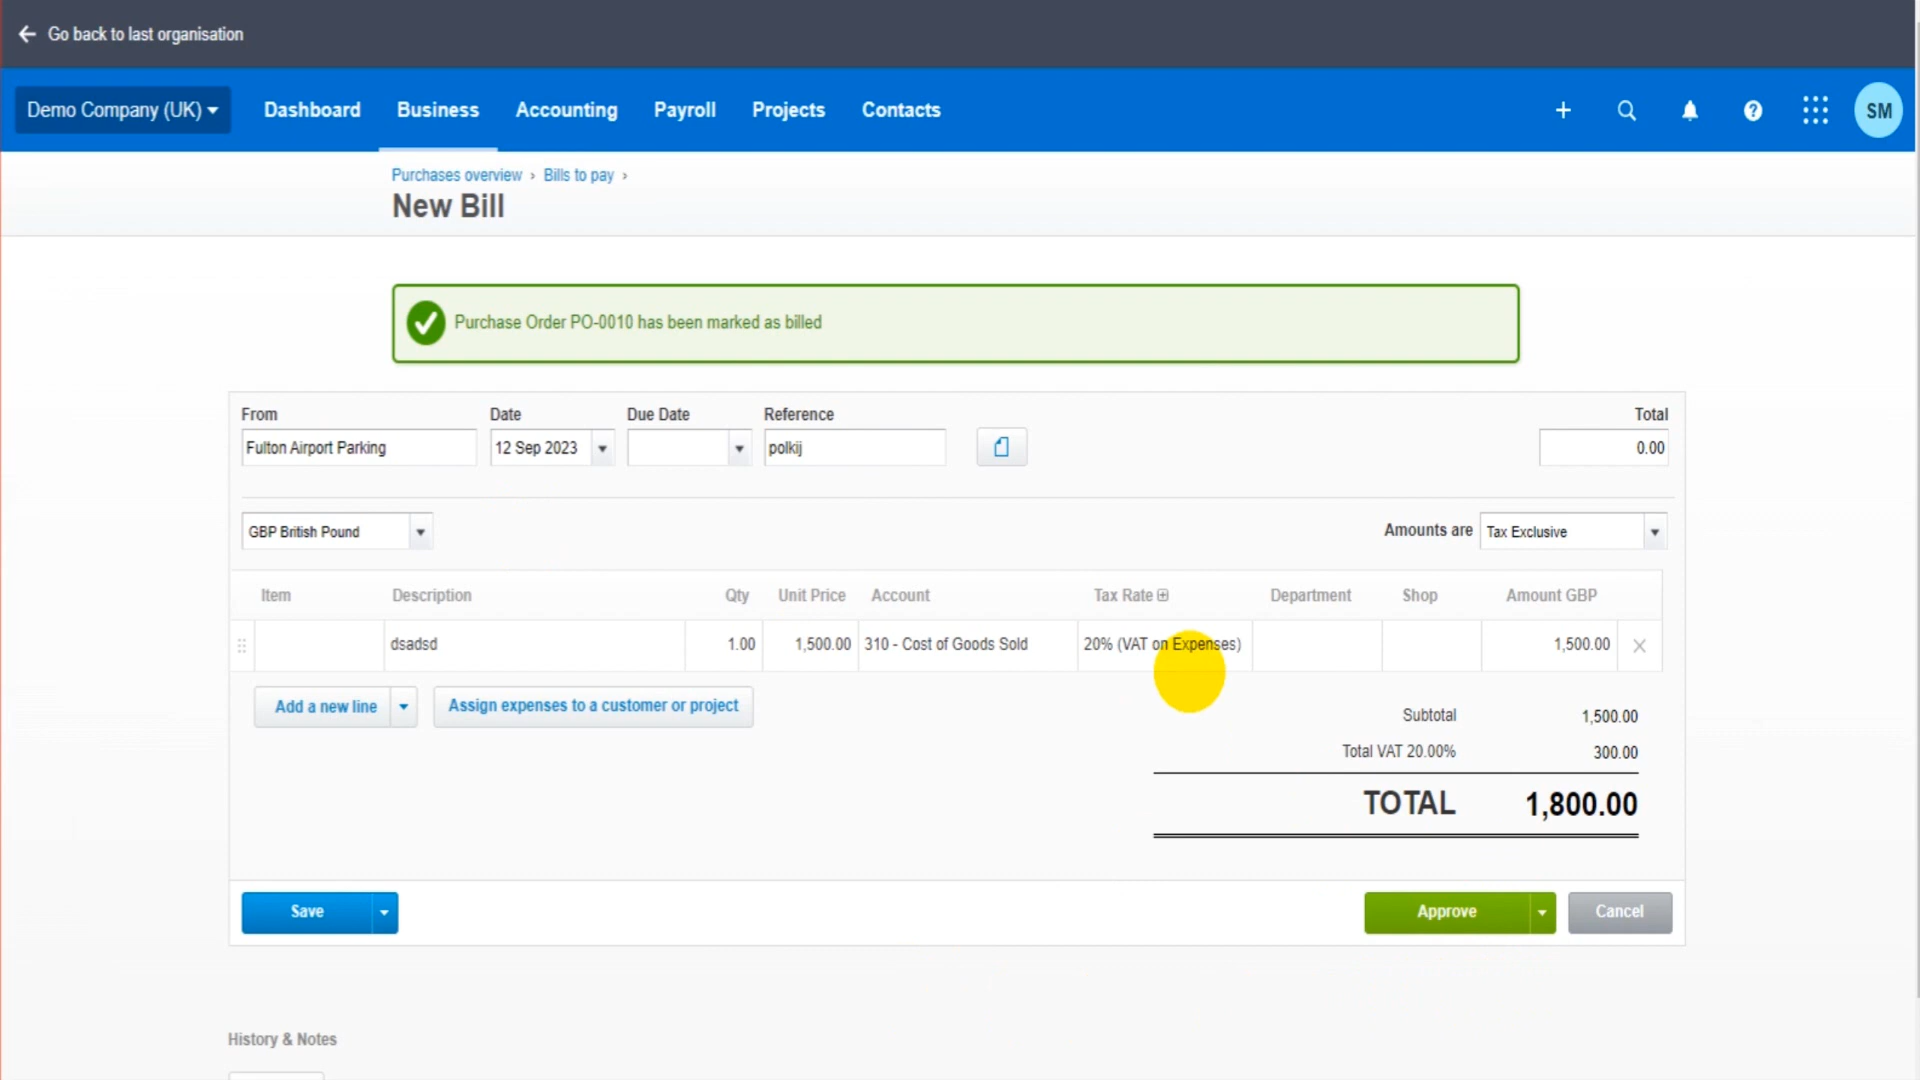 Go back to last organisation
Demo Company (UK) Dashboard Business Accounting Payroll Projects Contacts SM
Purchases overview › Bills to pay ›
New Bill
Purchase Order PO-0010 has been marked as billed
From Date Due Date Reference Total
Fulton Airport Parking 12 Sep 2023 polkij 0.00
GBP British Pound Amounts are Tax Exclusive
Item Description Qty Unit Price Account Tax Rate Department Shop Amount GBP
dsadsd 1.00 1,500.00 310 - Cost of Goods Sold 20% (VAT on Expenses) 1,500.00
Add a new line Assign expenses to a customer or project
Subtotal 1,500.00
Total VAT 20.00% 300.00
TOTAL 1,800.00
Save Approve Cancel
History & Notes